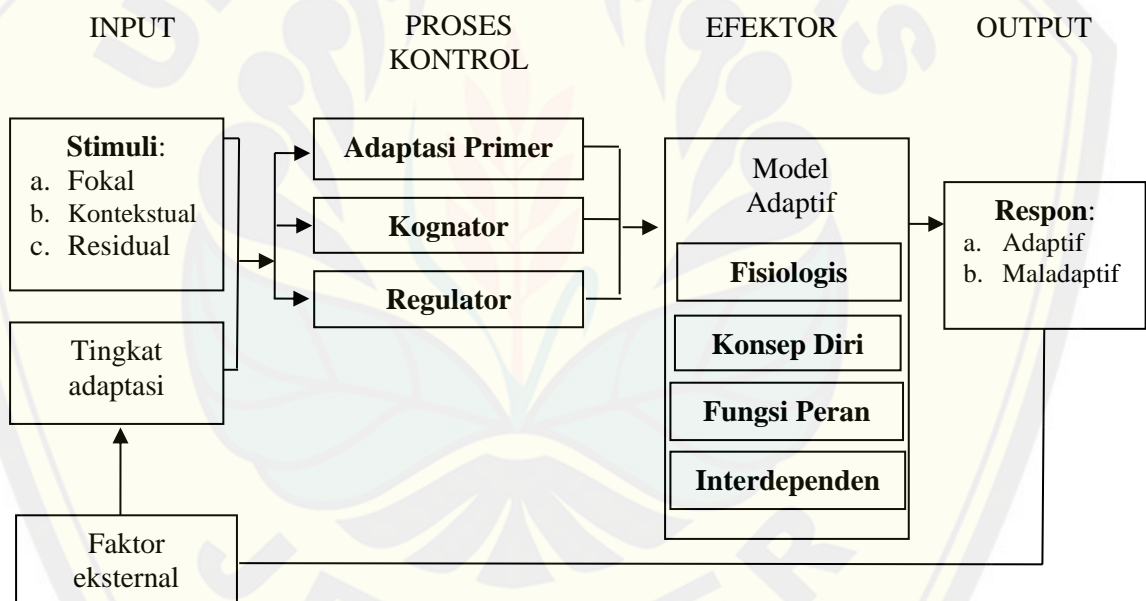 INPUT
PROSES
KONTROL
EFEKTOR
OUTPUT
Stimuli:
a. Fokal
b. Kontekstual
c. Residual
Tingkat
adaptasi
Faktor
eksternal
Adaptasi Primer
Kognator
Regulator
Model
Adaptif
Fisiologis
Konsep Diri
Fungsi Peran
Interdependen
Respon:
a. Adaptif
b. Maladaptif